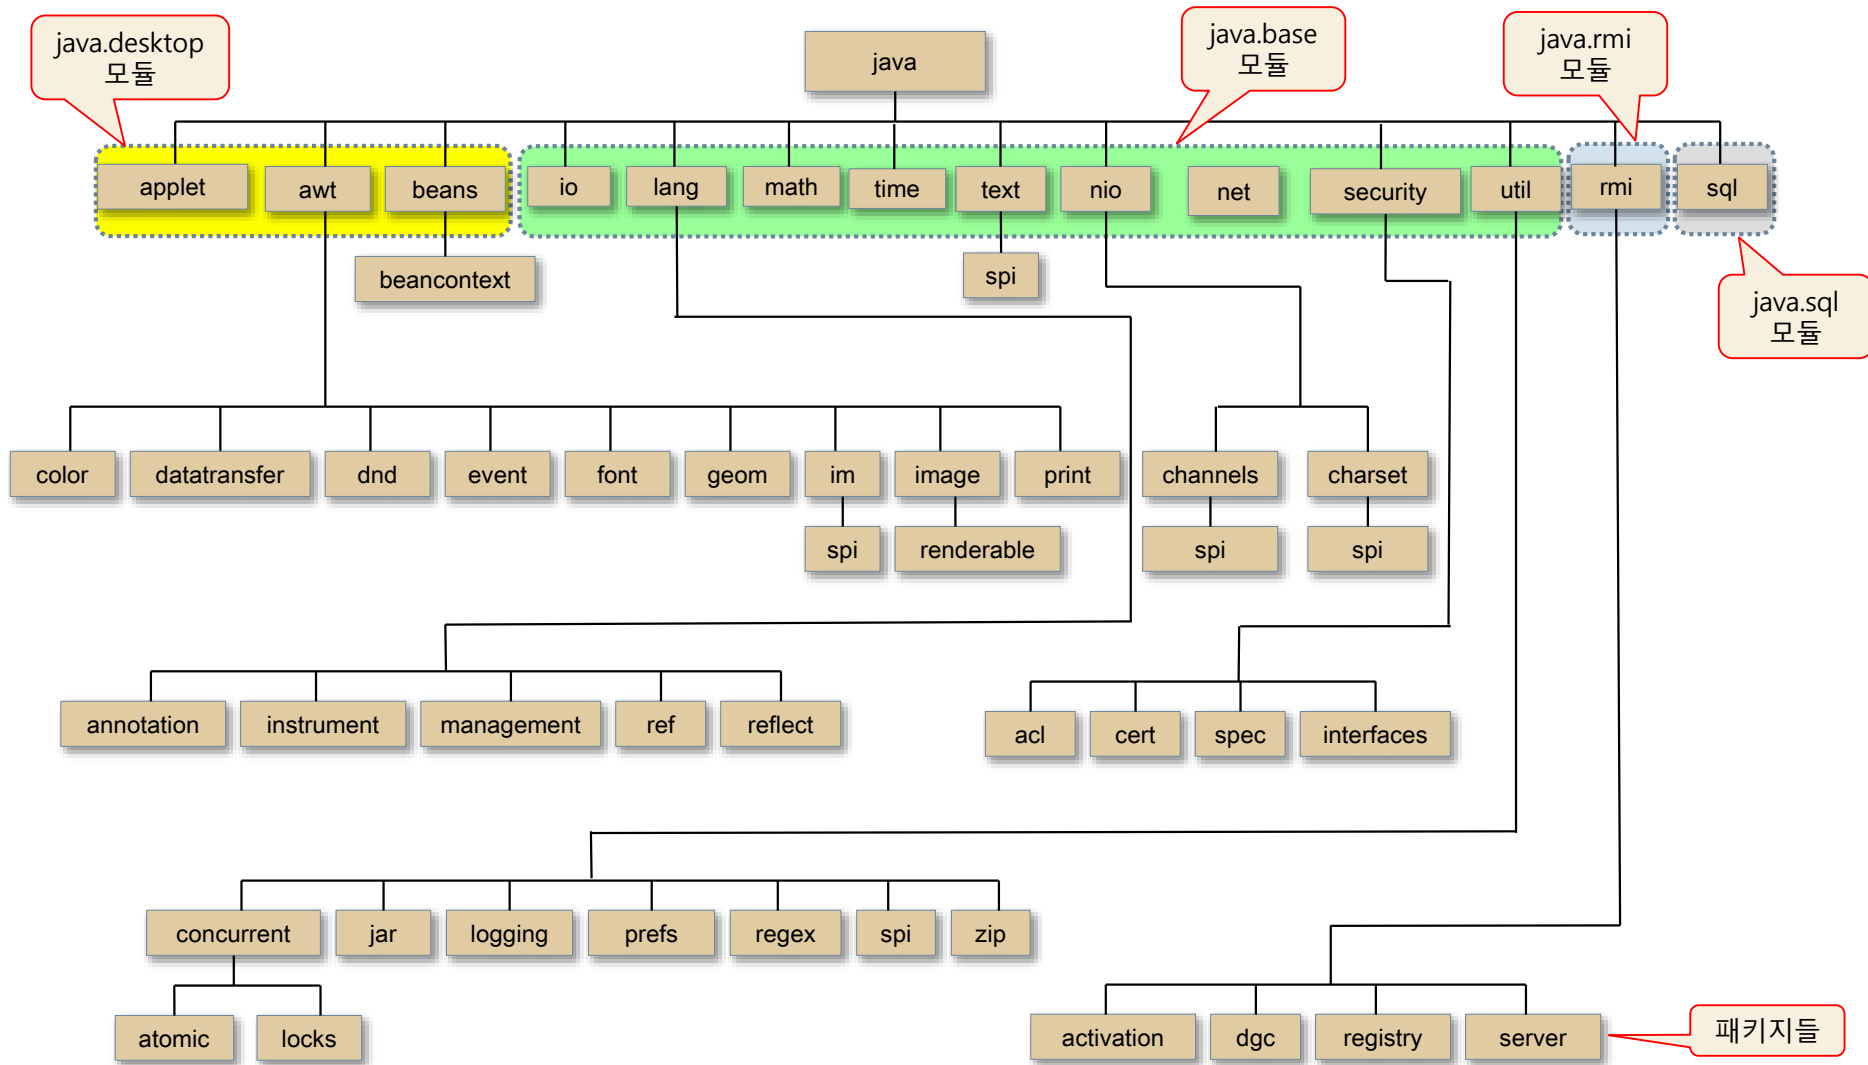 java.desktop
모듈
java
java.base
모듈
java.rmi
모듈
applet
awt
beans
io
lang
math
time
text
nio
net
security
util
rmi
sql
beancontext
spi
java.sql
모듈
color
datatransfer
dnd
event
font
geom
im
image
print
channels
charset
spi
renderable
spi
spi
annotation
instrument
management
ref
reflect
acl
cert
spec
interfaces
concurrent
jar
logging
prefs
regex
spi
zip
atomic
locks
activation
dgc
registry
server
패키지들